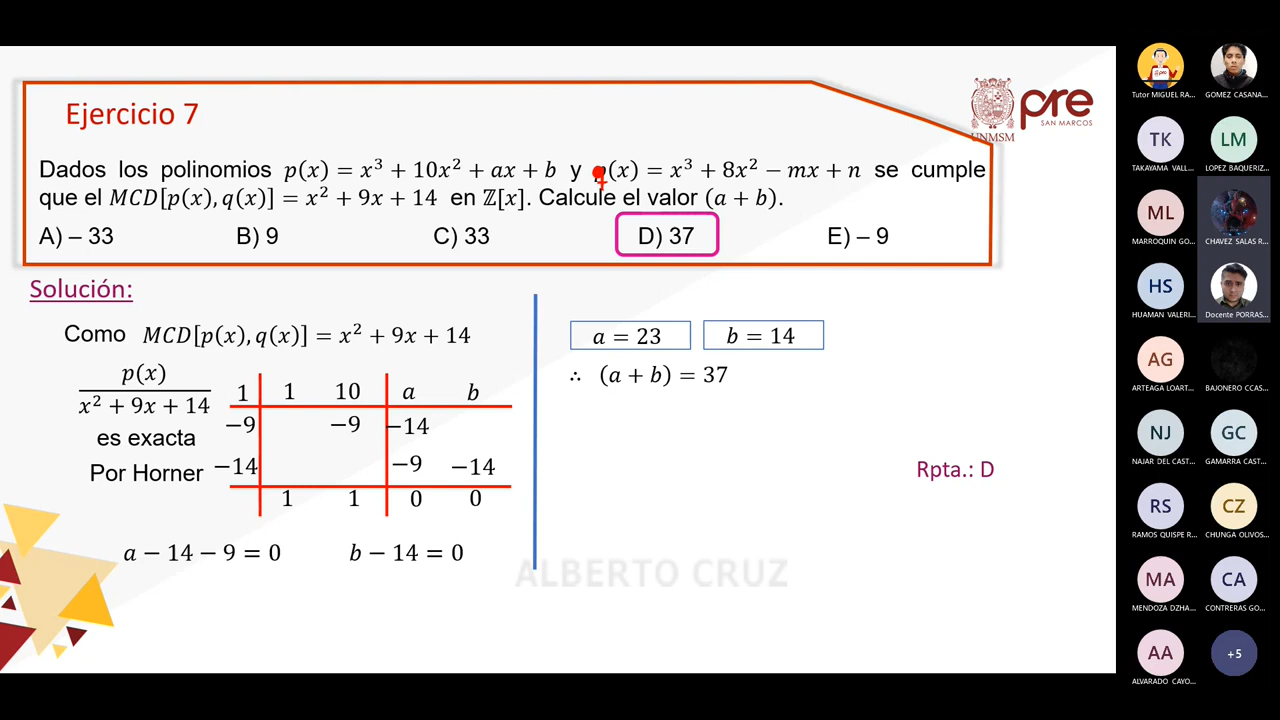 Ejercicio 7
UNMSM
pre
SAN MARCOS
Dados los polinomios p(x) = x³ + 10x² + ax + b y q(x) = x³ + 8x² − mx + n se cumple
que el MCD[p(x), q(x)] = x² + 9x + 14 en ℤ[x]. Calcule el valor (a + b).
A) – 33 B) 9 C) 33 D) 37 E) – 9
Solución:
Como MCD[p(x), q(x)] = x² + 9x + 14
p(x)
x² + 9x + 14
es exacta
Por Horner
1 1 10 a b
−9 −9 −14
−14 −9 −14
1 1 0 0
a − 14 − 9 = 0 b − 14 = 0
a = 23 b = 14
∴ (a + b) = 37
Rpta.: D
ALBERTO CRUZ
Tutor MIGUEL RA...
GOMEZ CASANA...
TK
LM
TAKAYAMA VALL...
LOPEZ BAQUERIZ...
ML
MARROQUIN GO...
CHAVEZ SALAS R...
HS
HUAMAN VALERI...
Docente PORRAS...
AG
ARTEAGA LOART...
BAJONERO CCAS...
NJ
GC
NAJAR DEL CAST...
GAMARRA CAST...
RS
CZ
RAMOS QUISPE R...
CHUNGA OLIVOS...
MA
CA
MENDOZA DZHA...
CONTRERAS GO...
AA
+5
ALVARADO CAYO...